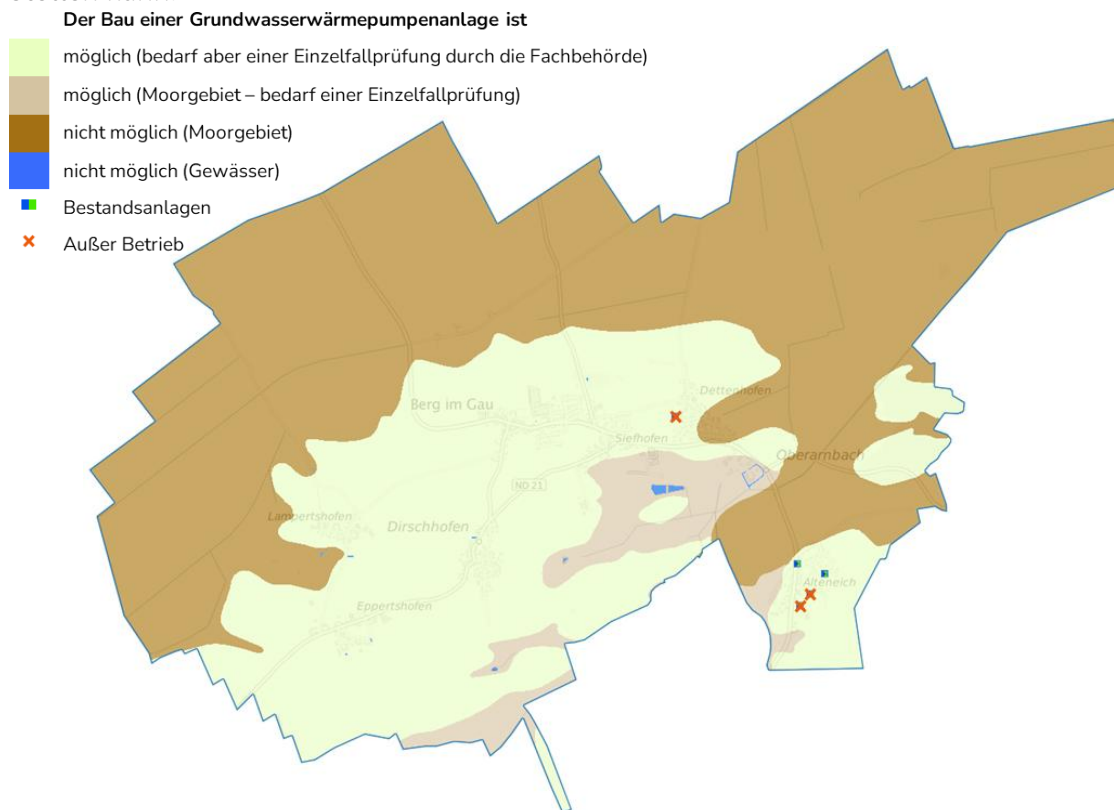 Der Bau einer Grundwasserwärmepumpenanlage ist
möglich (bedarf aber einer Einzelfallprüfung durch die Fachbehörde)
möglich (Moorgebiet – bedarf einer Einzelfallprüfung)
nicht möglich (Moorgebiet)
nicht möglich (Gewässer)
Bestandsanlagen
Außer Betrieb
Dettenhofen
Berg im Gau
Siefhofen
Oberarnbach
ND 21
Lampertshofen
Dirschhofen
Alteneich
Eppertshofen